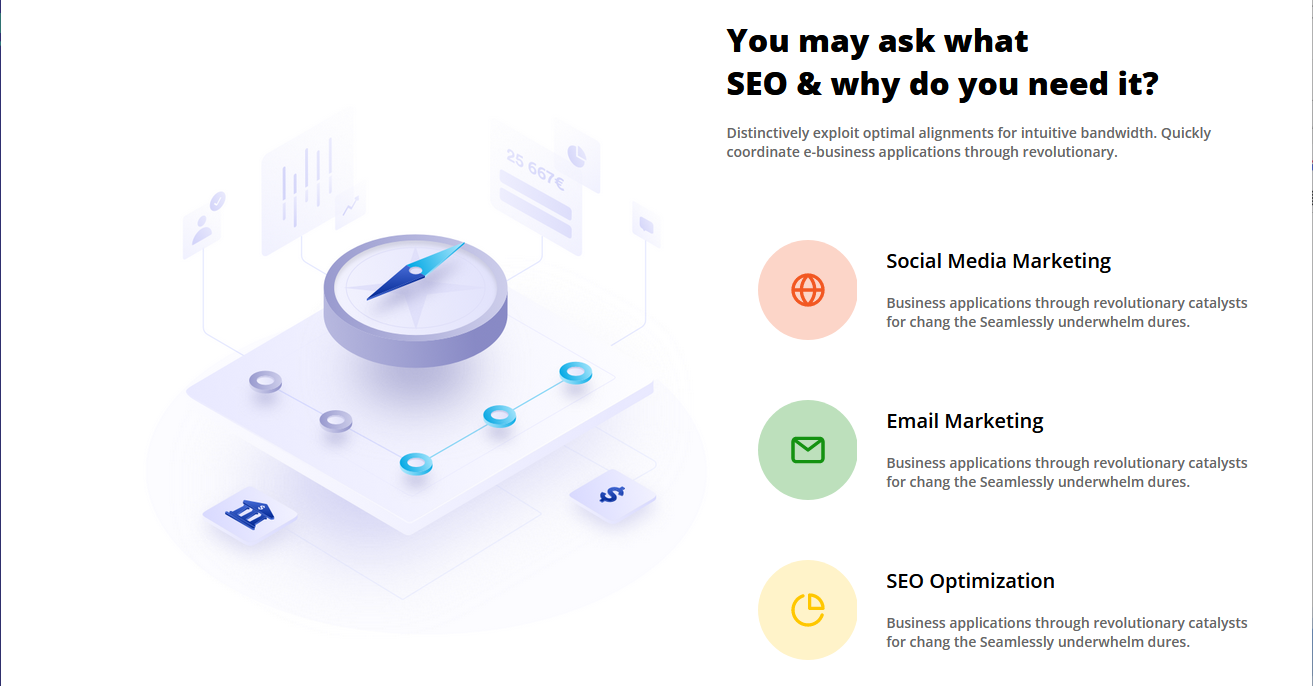 You may ask what
SEO & why do you need it?
Distinctively exploit optimal alignments for intuitive bandwidth. Quickly
coordinate e-business applications through revolutionary.
25 667€
Social Media Marketing
Business applications through revolutionary catalysts
for chang the Seamlessly underwhelm dures.
Email Marketing
Business applications through revolutionary catalysts
for chang the Seamlessly underwhelm dures.
SEO Optimization
Business applications through revolutionary catalysts
for chang the Seamlessly underwhelm dures.
$
$